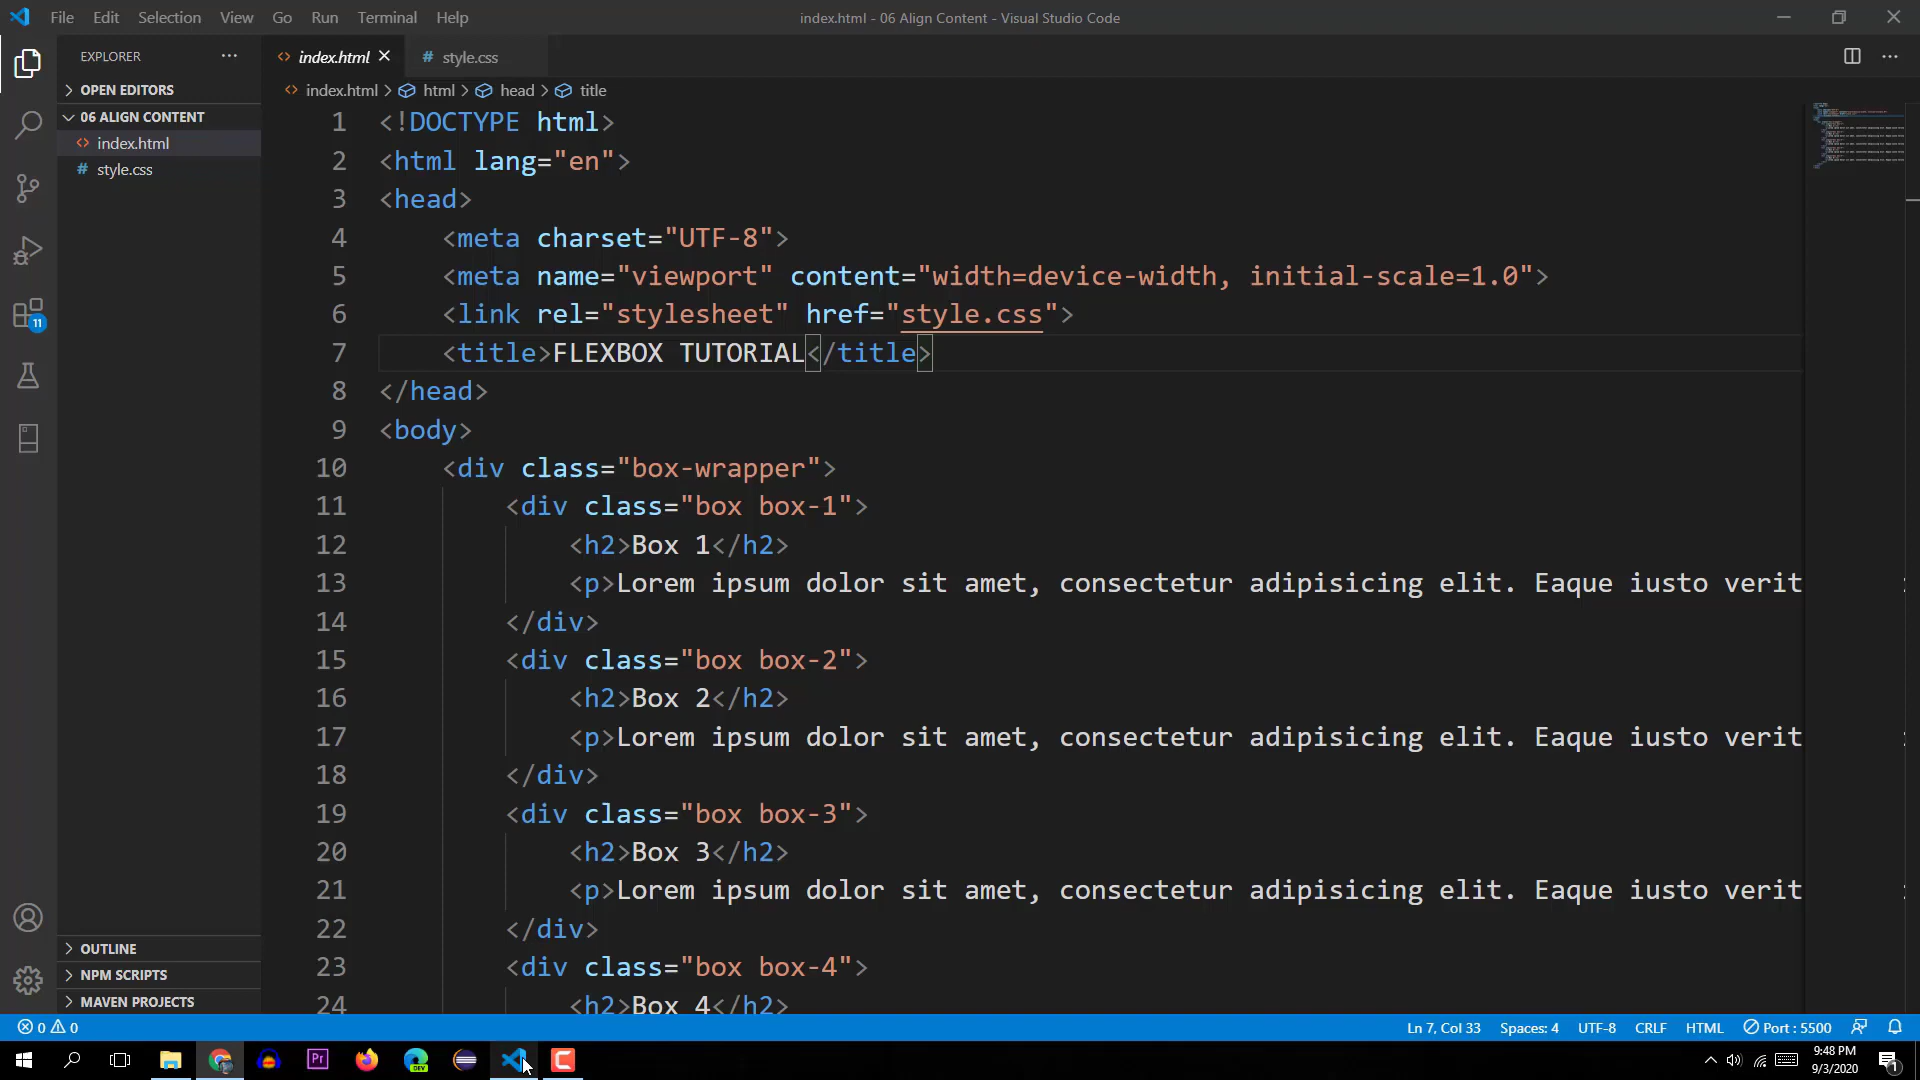 File Edit Selection View Go Run Terminal Help
index.html - 06 Align Content - Visual Studio Code
EXPLORER
OPEN EDITORS
06 ALIGN CONTENT
index.html
style.css
OUTLINE
NPM SCRIPTS
MAVEN PROJECTS
11
index.html
style.css
index.html > html > head > title
1 <!DOCTYPE html>
2 <html lang="en">
3 <head>
4 <meta charset="UTF-8">
5 <meta name="viewport" content="width=device-width, initial-scale=1.0">
6 <link rel="stylesheet" href="style.css">
7 <title>FLEXBOX TUTORIAL</title>
8 </head>
9 <body>
10 <div class="box-wrapper">
11 <div class="box box-1">
12 <h2>Box 1</h2>
13 <p>Lorem ipsum dolor sit amet, consectetur adipisicing elit. Eaque iusto verit
14 </div>
15 <div class="box box-2">
16 <h2>Box 2</h2>
17 <p>Lorem ipsum dolor sit amet, consectetur adipisicing elit. Eaque iusto verit
18 </div>
19 <div class="box box-3">
20 <h2>Box 3</h2>
21 <p>Lorem ipsum dolor sit amet, consectetur adipisicing elit. Eaque iusto verit
22 </div>
23 <div class="box box-4">
24 <h2>Box 4</h2>
0 0
Ln 7, Col 33 Spaces: 4 UTF-8 CRLF HTML Port : 5500
Pr
DEV
9:48 PM
9/3/2020
1